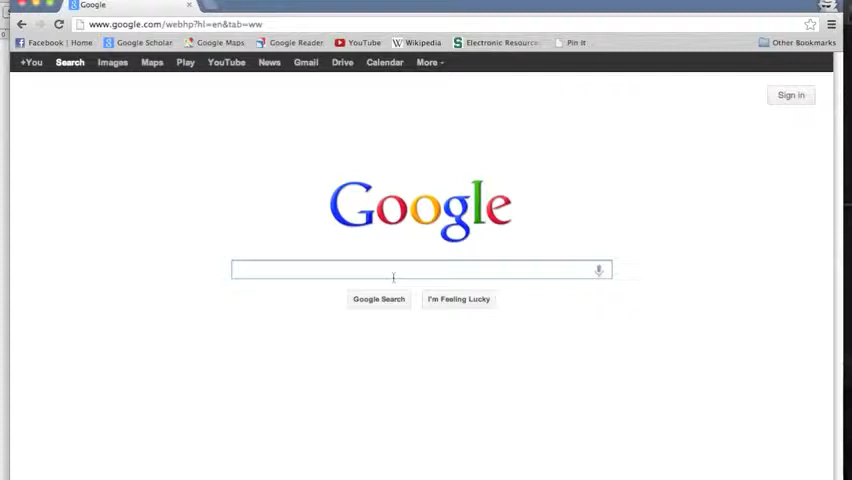 Google
www.google.com/webhp?hl=en&tab=ww
Facebook | Home Google Scholar Google Maps Google Reader YouTube Wikipedia Electronic Resource Pin It Other Bookmarks
+You Search Images Maps Play YouTube News Gmail Drive Calendar More
Sign in
Google
Google Search I'm Feeling Lucky